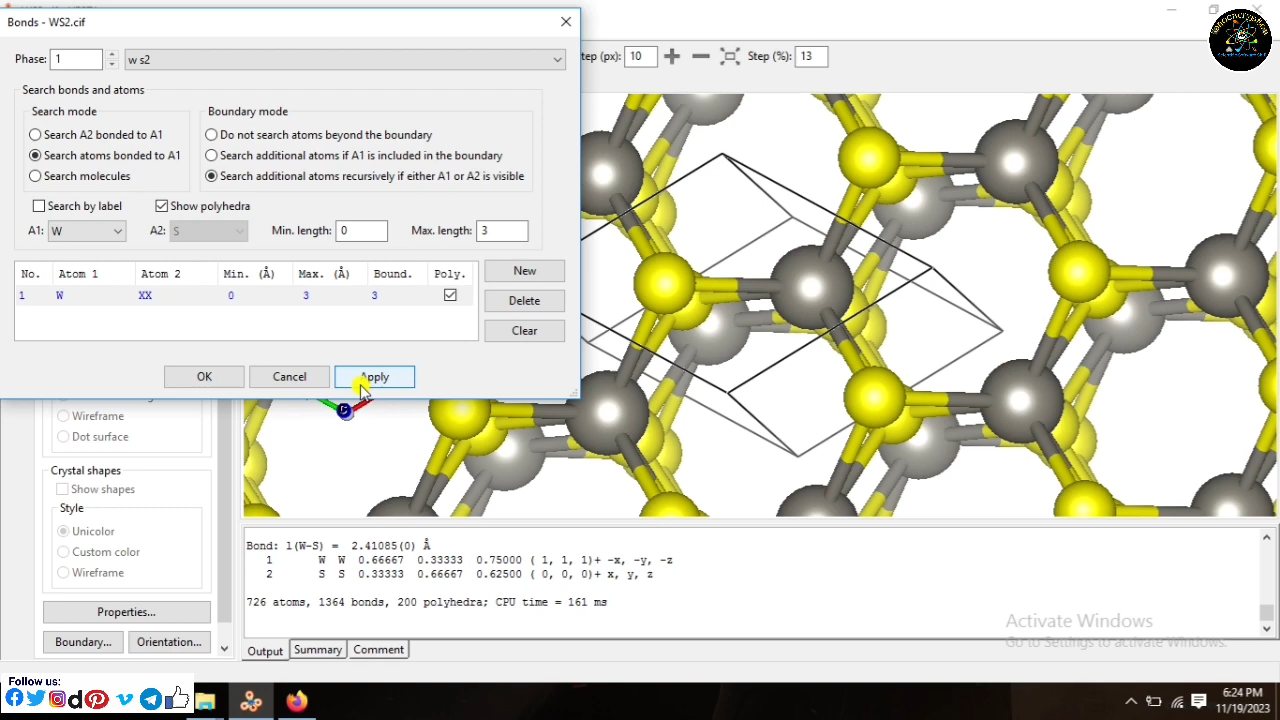 Bonds - WS2.cif
Phase: 1 w s2
tep (px): 10 Step (%): 13
Search bonds and atoms
Search mode
Boundary mode
Search A2 bonded to A1
Do not search atoms beyond the boundary
Search atoms bonded to A1
Search additional atoms if A1 is included in the boundary
Search molecules
Search additional atoms recursively if either A1 or A2 is visible
Search by label
Show polyhedra
A1: W A2: S Min. length: 0 Max. length: 3
No. Atom 1 Atom 2 Min. (Å) Max. (Å) Bound. Poly.
1 W XX 0 3 3
New
Delete
Clear
OK Cancel Apply
Wireframe
Dot surface
Crystal shapes
Show shapes
Style
Unicolor
Custom color
Wireframe
Properties...
Boundary... Orientation...
Bond: l(W-S) = 2.41085(0) Å
1 W W 0.66667 0.33333 0.75000 ( 1, 1, 1)+ -x, -y, -z
2 S S 0.33333 0.66667 0.62500 ( 0, 0, 0)+ x, y, z
726 atoms, 1364 bonds, 200 polyhedra; CPU time = 161 ms
Activate Windows
Go to Settings to activate Windows.
Output Summary Comment
Follow us:
6:24 PM
11/19/2023